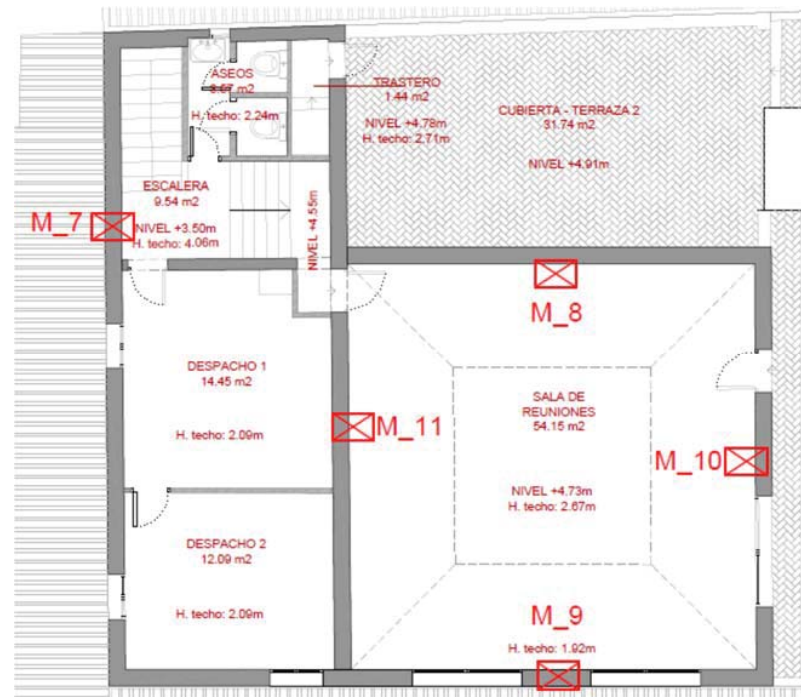 ASEOS
3.67 m2
H. techo: 2.24m
TRASTERO
1.44 m2
NIVEL +4.78m
H. techo: 2.71m
CUBIERTA - TERRAZA 2
31.74 m2
NIVEL +4.91m
ESCALERA
9.54 m2
NIVEL +3.50m
H. techo: 4.06m
NIVEL +4.55m
M_7
M_8
DESPACHO 1
14.45 m2
H. techo: 2.09m
M_11
SALA DE
REUNIONES
54.15 m2
M_10
NIVEL +4.73m
H. techo: 2.67m
DESPACHO 2
12.09 m2
H. techo: 2.09m
M_9
H. techo: 1.92m